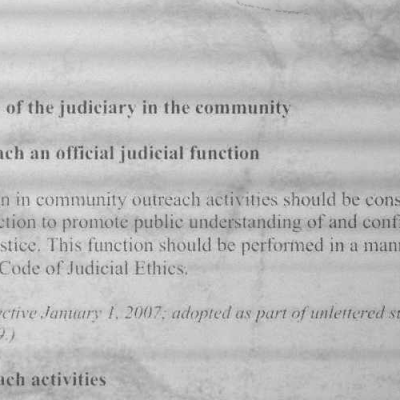 of the judiciary in the community
ach an official judicial function
n in community outreach activities should be cons
ction to promote public understanding of and conf
stice. This function should be performed in a mann
Code of Judicial Ethics.
ective January 1, 2007; adopted as part of unlettered st
9.)
ach activities